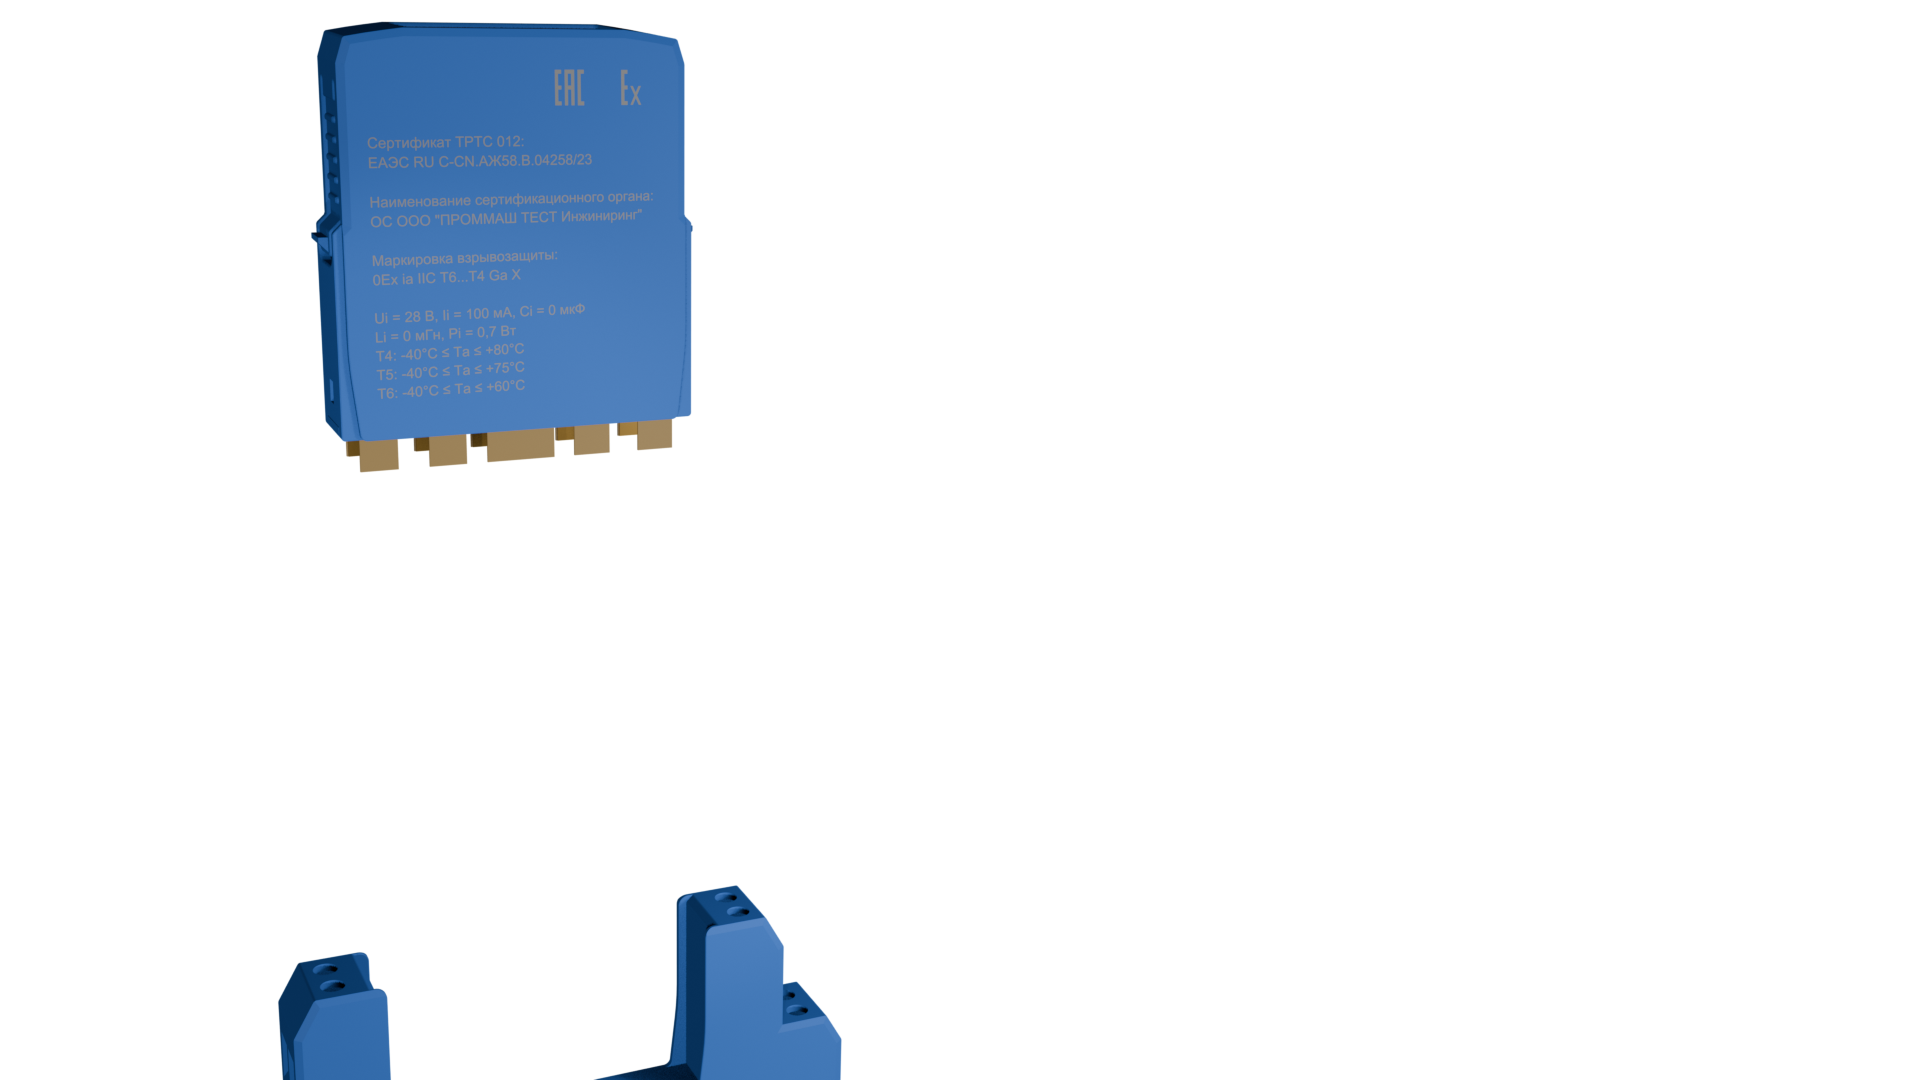 EAC Ex
Сертификат ТРТС 012:
ЕАЭС RU C-CN.АЖ58.В.04258/23
Наименование сертификационного органа:
ОС ООО "ПРОММАШ ТЕСТ Инжиниринг"
Маркировка взрывозащиты:
0Ex ia IIC T6...T4 Ga X
Ui = 28 В, Ii = 100 мА, Ci = 0 мкФ
Li = 0 мГн, Pi = 0,7 Вт
T4: -40°C ≤ Ta ≤ +80°C
T5: -40°C ≤ Ta ≤ +75°C
T6: -40°C ≤ Ta ≤ +60°C